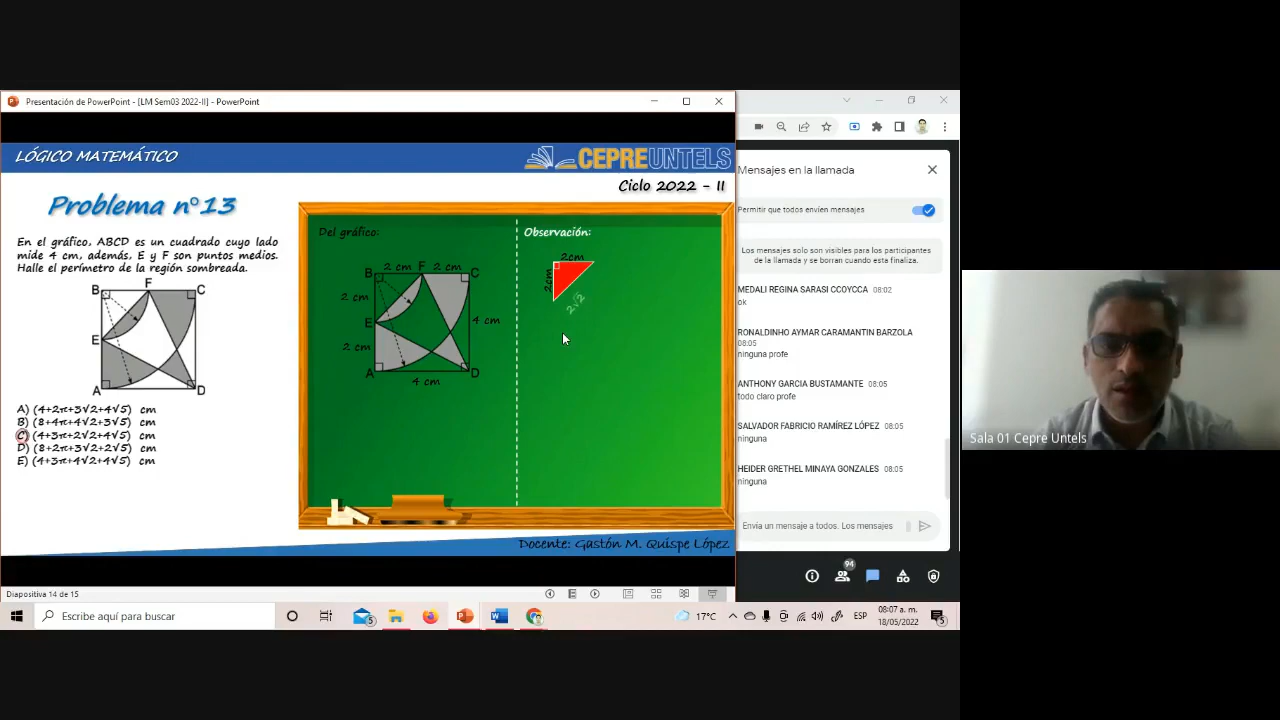 Presentación de PowerPoint - [LM Sem03 2022-II] - PowerPoint
LÓGICO MATEMÁTICO
CEPREUNTELS
Ciclo 2022 - II
Problema n°13
En el gráfico, ABCD es un cuadrado cuyo lado
mide 4 cm, además, E y F son puntos medios.
Halle el perímetro de la región sombreada.
B F C
E
A D
A) (4+2π+3√2+4√5) cm
B) (8+4π+4√2+3√5) cm
C) (4+3π+2√2+4√5) cm
D) (8+2π+3√2+2√5) cm
E) (4+3π+4√2+4√5) cm
Del gráfico:
B 2 cm F 2 cm C
2 cm
E 4 cm
2 cm
A D
4 cm
Observación:
2cm
2cm
2√2
Docente: Gastón M. Quispe López
Diapositiva 14 de 15
Mensajes en la llamada
Permitir que todos envíen mensajes
Los mensajes solo son visibles para los participantes
de la llamada y se borran cuando esta finaliza.
MEDALI REGINA SARASI CCOYCCA 08:02
ok
RONALDINHO AYMAR CARAMANTIN BARZOLA
08:05
ninguna profe
ANTHONY GARCIA BUSTAMANTE 08:05
todo claro profe
SALVADOR FABRICIO RAMÍREZ LÓPEZ 08:05
ninguna
HEIDER GRETHEL MINAYA GONZALES 08:05
ninguna
Envía un mensaje a todos. Los mensajes
94
Sala 01 Cepre Untels
Escribe aquí para buscar
5
17°C
ESP
08:07 a. m.
18/05/2022
5